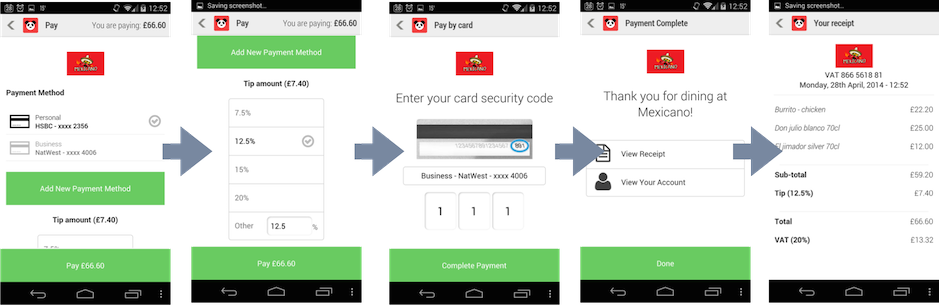 28
12:52
Pay
You are paying: £66.60
MEXICANO
Payment Method
Personal
HSBC - xxxx 2356
Business
NatWest - xxxx 4006
Add New Payment Method
Tip amount (£7.40)
7.5%
Pay £66.60
Saving screenshot...
Pay
You are paying: £66.60
Add New Payment Method
Tip amount (£7.40)
7.5%
12.5%
15%
20%
Other 12.5 %
Pay £66.60
28
12:52
Pay by card
MEXICANO
Enter your card security code
1234567891234567 881
Business - NatWest - xxxx 4006
1 1 1
Complete Payment
28
12:52
Payment Complete
MEXICANO
Thank you for dining at
Mexicano!
View Receipt
View Your Account
Done
Saving screenshot...
Your receipt
MEXICANO
VAT 866 5618 81
Monday, 28th April, 2014 - 12:52
Burrito - chicken £22.20
Don julio blanco 70cl £25.00
El jimador silver 70cl £12.00
Sub-total £59.20
Tip (12.5%) £7.40
Total £66.60
VAT (20%) £13.32